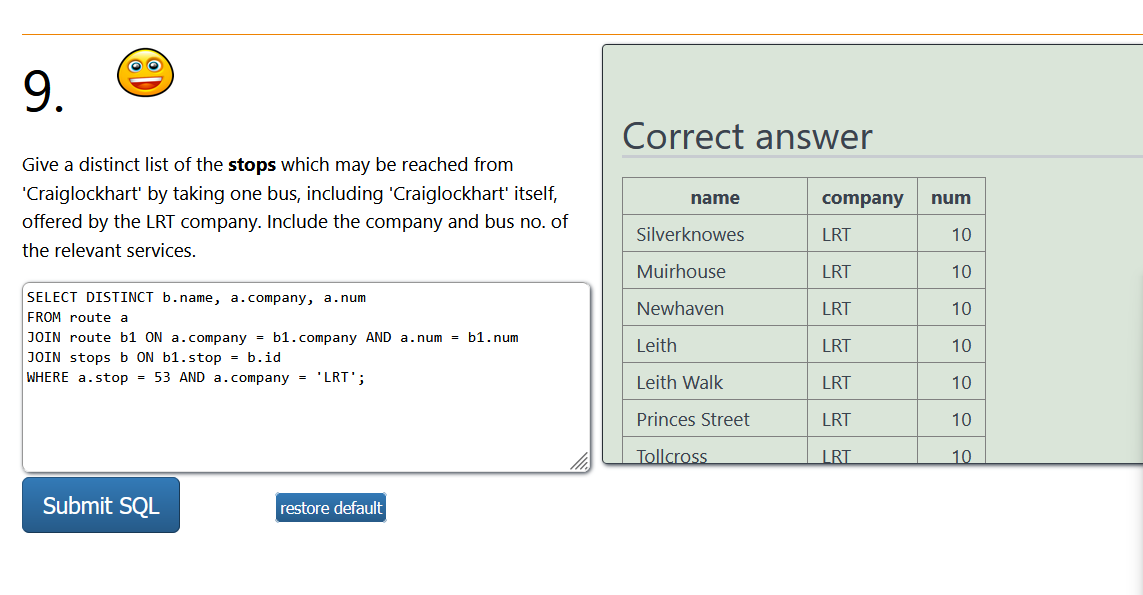 9.
Give a distinct list of the stops which may be reached from
'Craiglockhart' by taking one bus, including 'Craiglockhart' itself,
offered by the LRT company. Include the company and bus no. of
the relevant services.
SELECT DISTINCT b.name, a.company, a.num
FROM route a
JOIN route b1 ON a.company = b1.company AND a.num = b1.num
JOIN stops b ON b1.stop = b.id
WHERE a.stop = 53 AND a.company = 'LRT';
Submit SQL
restore default
Correct answer
name company num
Silverknowes LRT 10
Muirhouse LRT 10
Newhaven LRT 10
Leith LRT 10
Leith Walk LRT 10
Princes Street LRT 10
Tollcross LRT 10